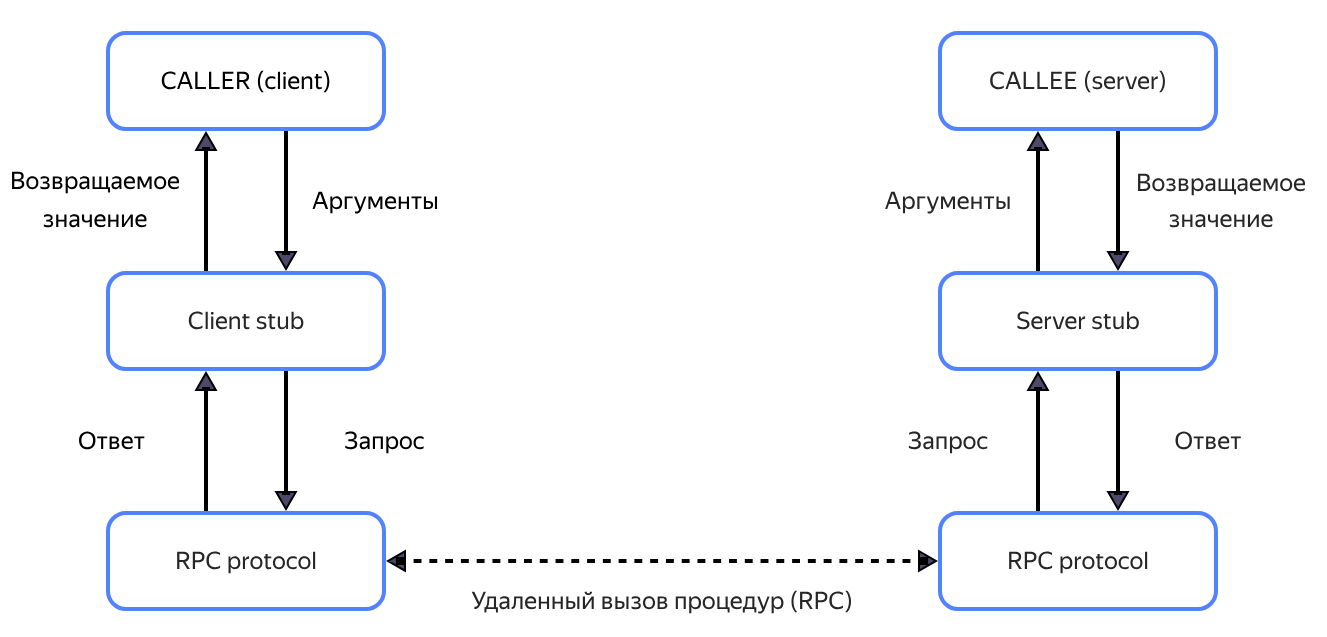 CALLER (client)
CALLEE (server)
Возвращаемое
значение
Аргументы
Аргументы
Возвращаемое
значение
Client stub
Server stub
Ответ
Запрос
Запрос
Ответ
RPC protocol
RPC protocol
Удаленный вызов процедур (RPC)